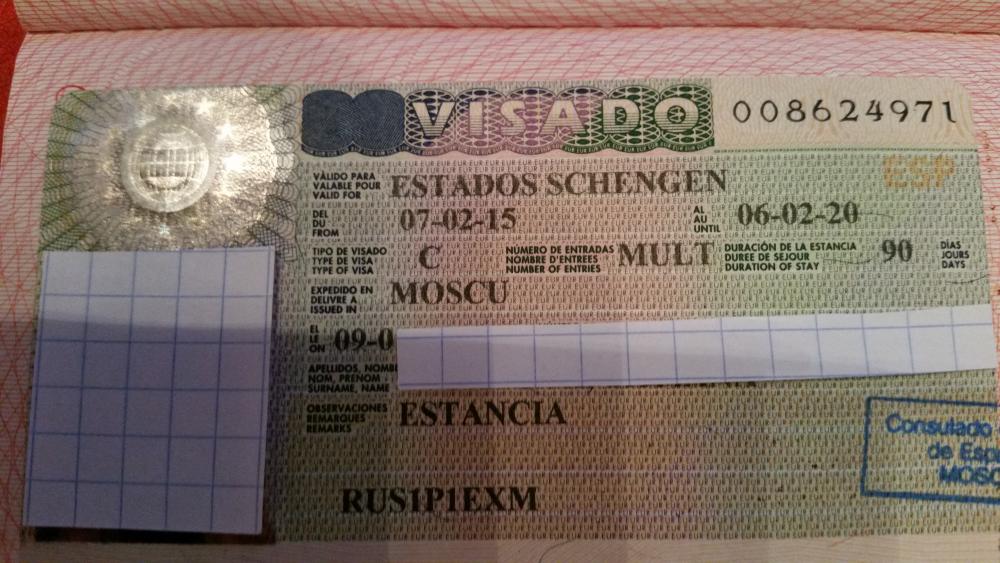 VISADO
008624971
ESP
VÁLIDO PARA
VALABLE POUR
VALID FOR
ESTADOS SCHENGEN
DEL
DU
FROM
07-02-15
AL
AU
UNTIL
06-02-20
TIPO DE VISADO
TYPE DE VISA
TYPE OF VISA
C
NÚMERO DE ENTRADAS
NOMBRE D'ENTREES
NUMBER OF ENTRIES
MULT
DURACIÓN DE LA ESTANCIA
DUREE DE SEJOUR
DURATION OF STAY
90
DÍAS
JOURS
DAYS
EXPEDIDO EN
DELIVRE A
ISSUED IN
MOSCU
EL
LE
ON
09-0
APELLIDOS, NOMB
NOM, PRENOM
SURNAME, NAME
OBSERVACIONES
REMARQUES
REMARKS
ESTANCIA
Consulado
de Esp
MOSC
RUS1P1EXM